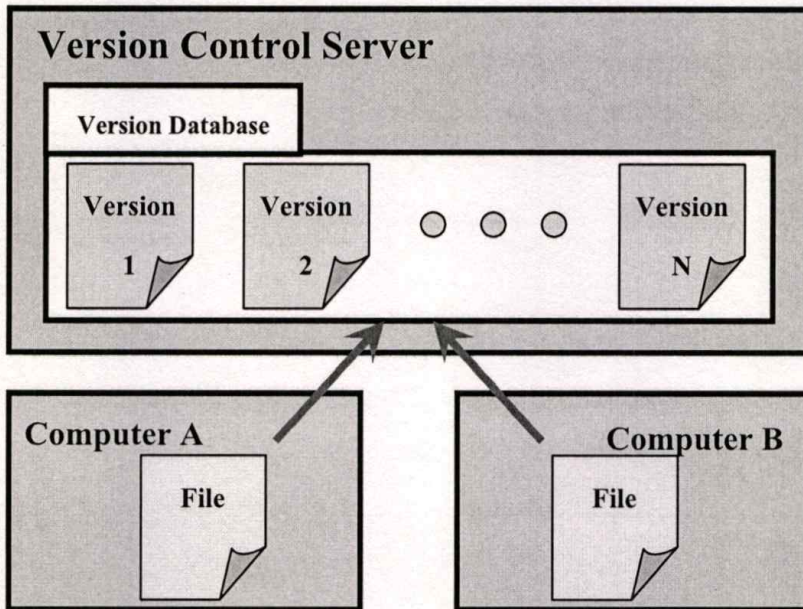 Version Control Server
Version Database
Version
1
Version
2
Version
N
Computer A
File
Computer B
File